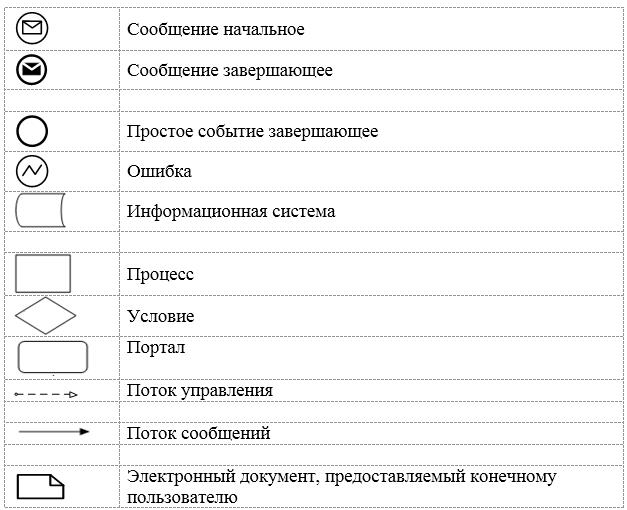 Сообщение начальное
Сообщение завершающее
Простое событие завершающее
Ошибка
Информационная система
Процесс
Условие
Портал
Поток управления
Поток сообщений
Электронный документ, предоставляемый конечному
пользователю